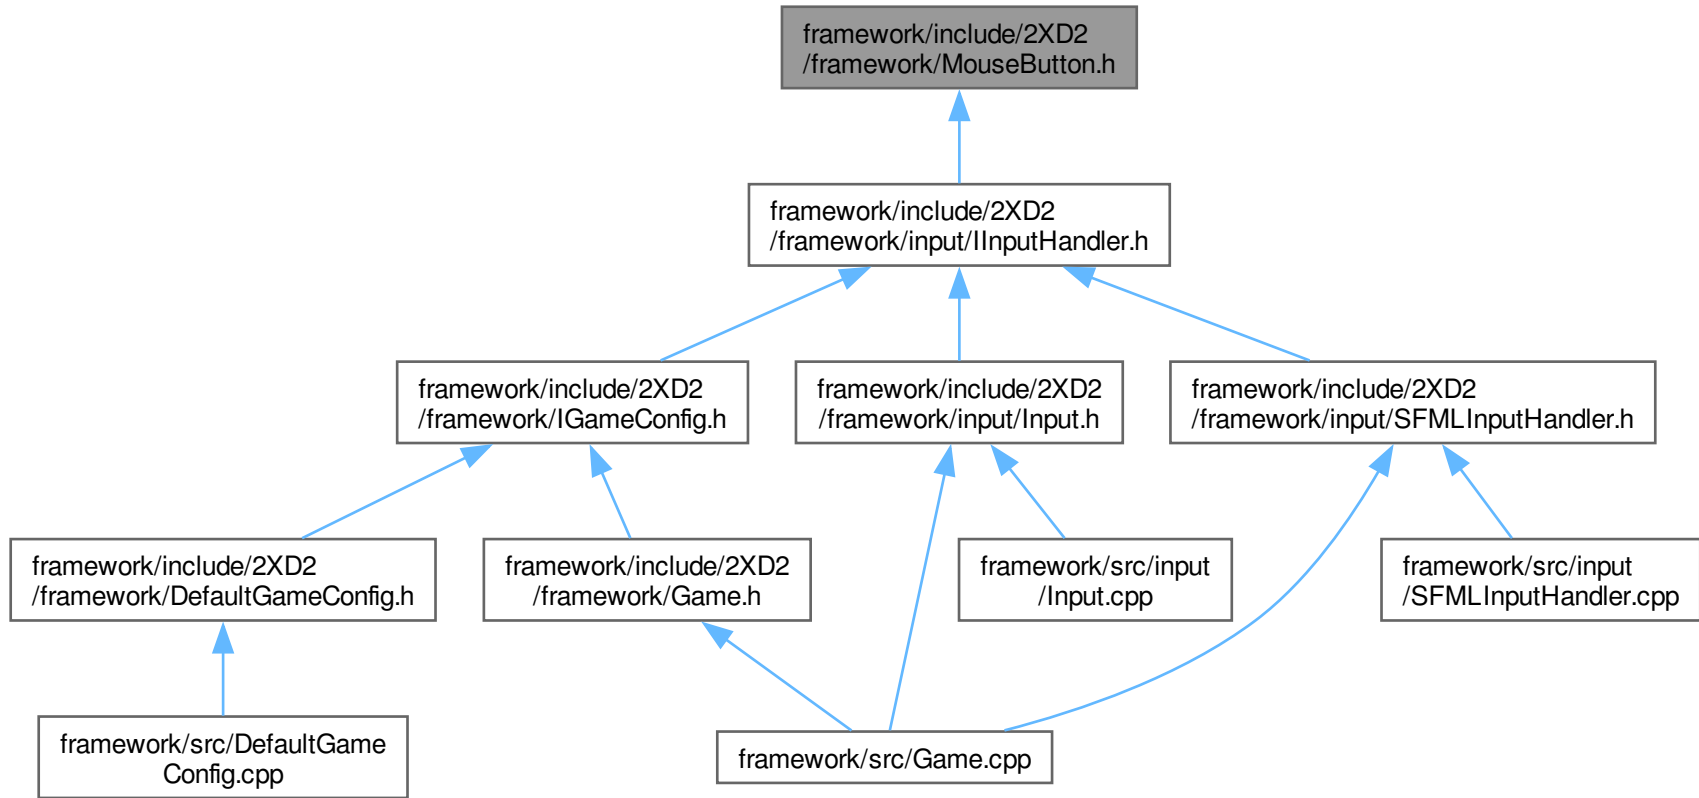 framework/include/2XD2
/framework/MouseButton.h
framework/include/2XD2
/framework/input/IInputHandler.h
framework/include/2XD2
/framework/IGameConfig.h
framework/include/2XD2
/framework/input/Input.h
framework/include/2XD2
/framework/input/SFMLInputHandler.h
framework/include/2XD2
/framework/DefaultGameConfig.h
framework/include/2XD2
/framework/Game.h
framework/src/input
/Input.cpp
framework/src/input
/SFMLInputHandler.cpp
framework/src/DefaultGame
Config.cpp
framework/src/Game.cpp